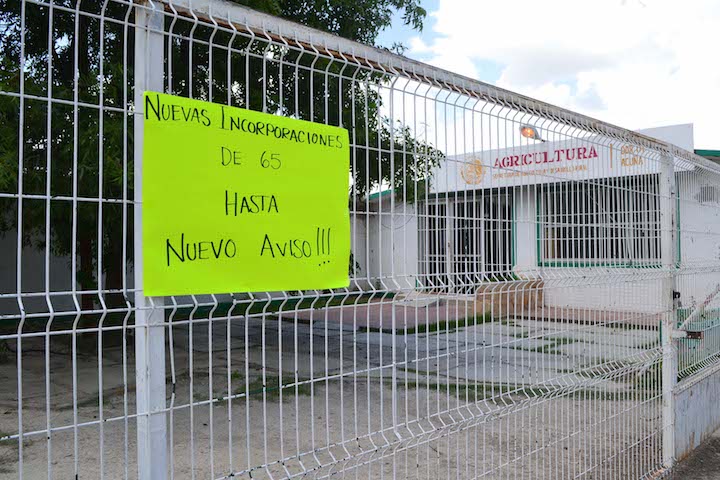 NUEVAS INCORPORACIONES
DE 65
HASTA
NUEVO AVISO!!!
AGRICULTURA